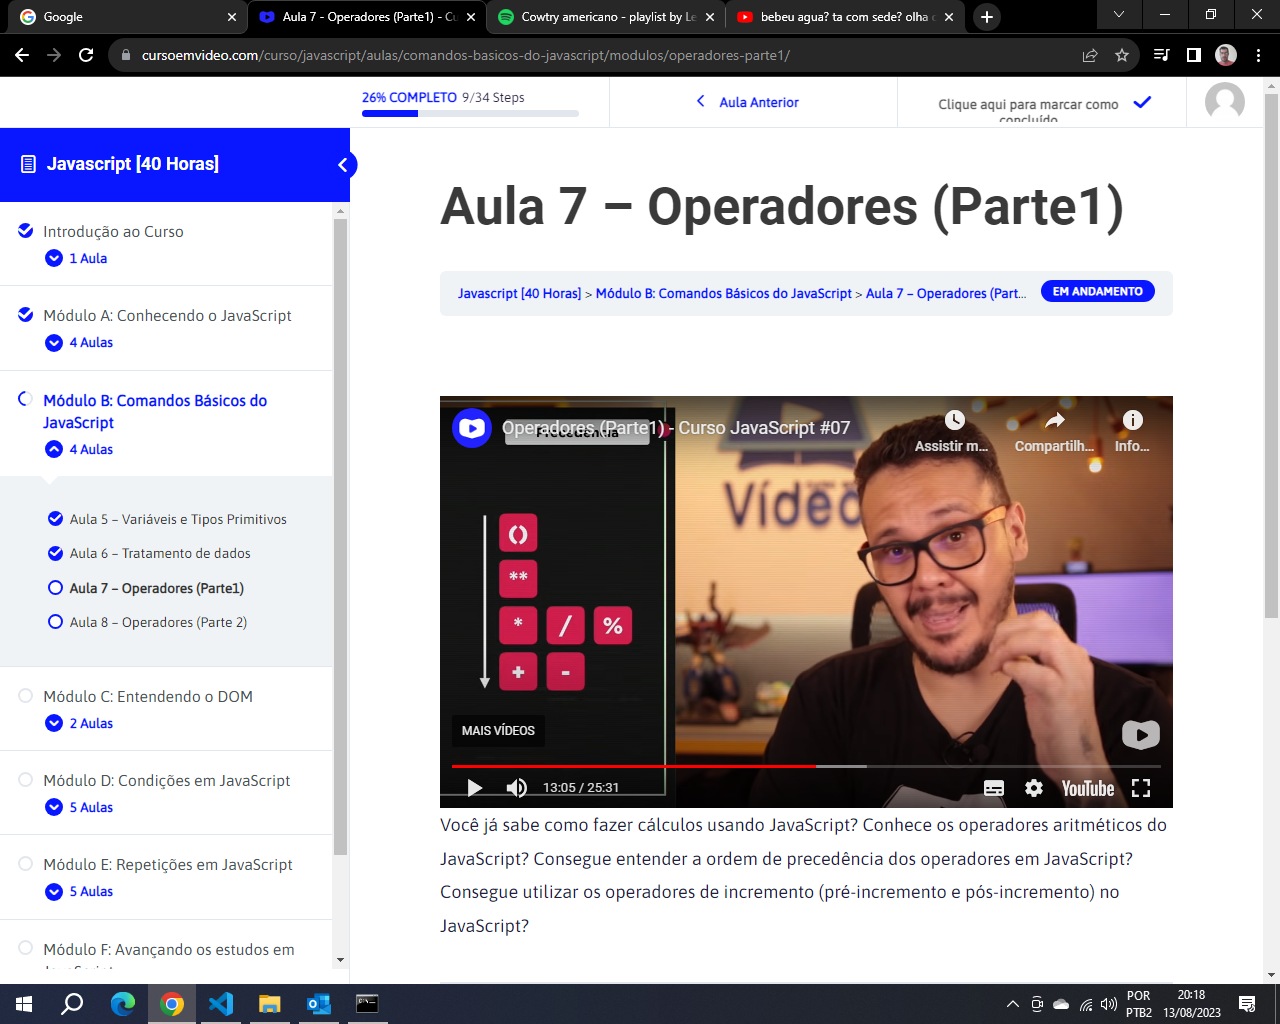 Google
Aula 7 - Operadores (Parte1) - Cu
Cowtry americano - playlist by Le
bebeu agua? ta com sede? olha
cursoemvideo.com/curso/javascript/aulas/comandos-basicos-do-javascript/modulos/operadores-parte1/
26% COMPLETO 9/34 Steps
Aula Anterior
Clique aqui para marcar como
concluído
Javascript [40 Horas]
Introdução ao Curso
1 Aula
Módulo A: Conhecendo o JavaScript
4 Aulas
Módulo B: Comandos Básicos do
JavaScript
4 Aulas
Aula 5 – Variáveis e Tipos Primitivos
Aula 6 – Tratamento de dados
Aula 7 – Operadores (Parte1)
Aula 8 – Operadores (Parte 2)
Módulo C: Entendendo o DOM
2 Aulas
Módulo D: Condições em JavaScript
5 Aulas
Módulo E: Repetições em JavaScript
5 Aulas
Módulo F: Avançando os estudos em
JavaScript
Aula 7 – Operadores (Parte1)
Javascript [40 Horas] > Módulo B: Comandos Básicos do JavaScript > Aula 7 – Operadores (Part...
EM ANDAMENTO
Precedência
Operadores (Parte1) - Curso JavaScript #07
Assistir m...
Compartilh...
Info...
Vídeo
()
**
* / %
+ -
MAIS VÍDEOS
13:05 / 25:31
YouTube
Você já sabe como fazer cálculos usando JavaScript? Conhece os operadores aritméticos do
JavaScript? Consegue entender a ordem de precedência dos operadores em JavaScript?
Consegue utilizar os operadores de incremento (pré-incremento e pós-incremento) no
JavaScript?
POR
PTB2
20:18
13/08/2023